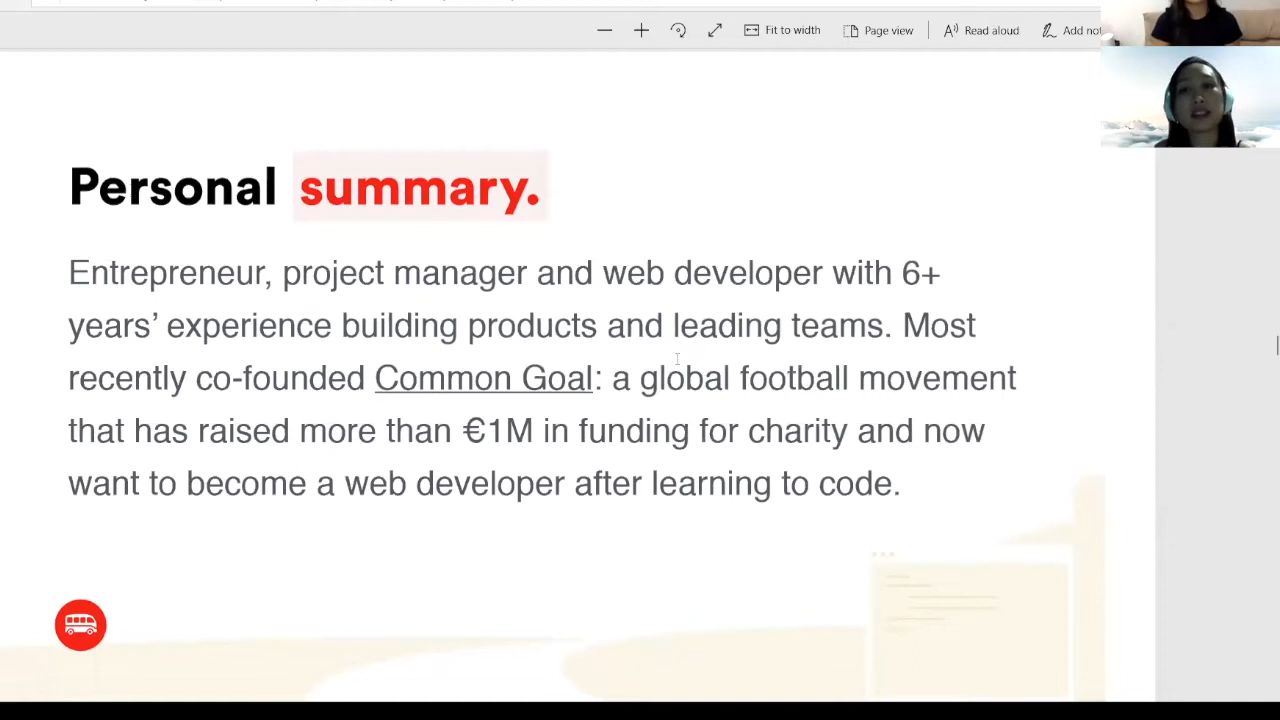 Fit to width
Page view
Read aloud
Add no
Personal summary.
Entrepreneur, project manager and web developer with 6+
years’ experience building products and leading teams. Most
recently co-founded Common Goal: a global football movement
that has raised more than €1M in funding for charity and now
want to become a web developer after learning to code.